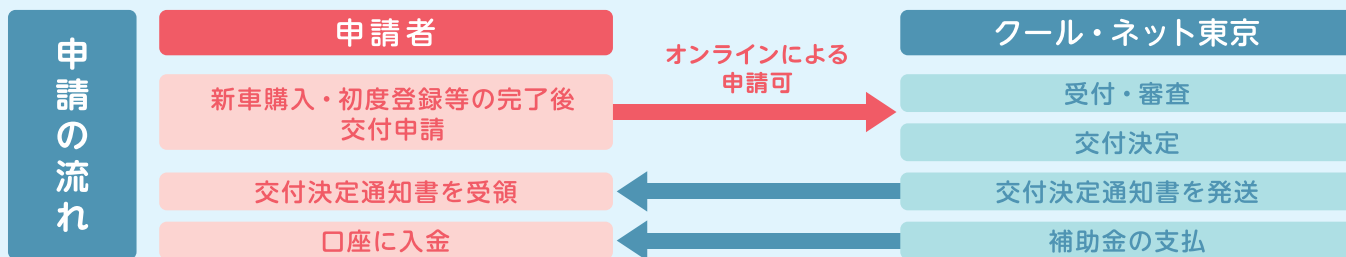 申請の流れ
申請者
新車購入・初度登録等の完了後
交付申請
交付決定通知書を受領
口座に入金
オンラインによる
申請可
クール・ネット東京
受付・審査
交付決定
交付決定通知書を発送
補助金の支払